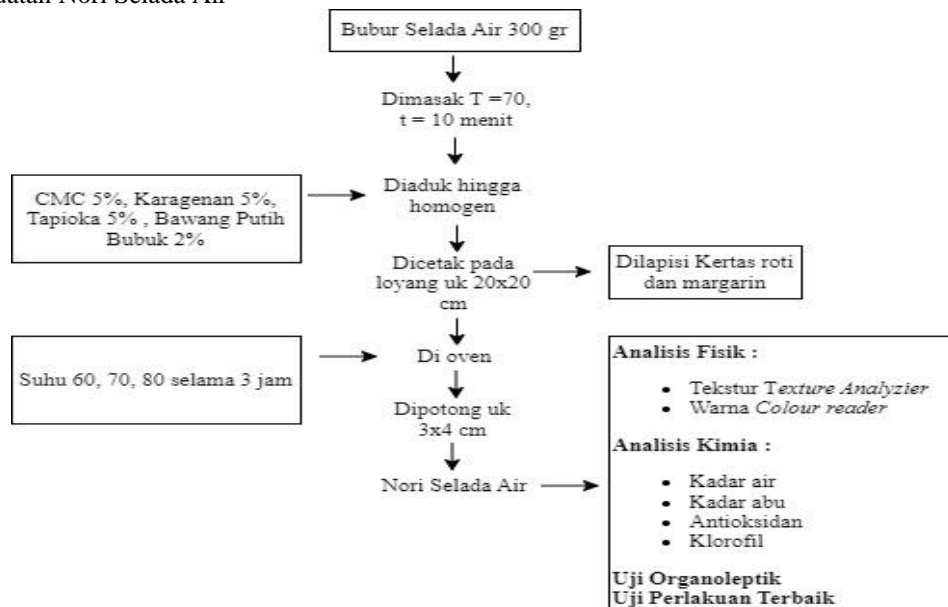 Nori Selada Air
Bubur Selada Air 300 gr
Dimasak T =70,
t = 10 menit
CMC 5%, Karagenan 5%,
Tapioka 5% , Bawang Putih
Bubuk 2%
Diaduk hingga
homogen
Dicetak pada
loyang uk 20x20
cm
Dilapisi Kertas roti
dan margarin
Suhu 60, 70, 80 selama 3 jam
Di oven
Dipotong uk
3x4 cm
Nori Selada Air
Analisis Fisik :
• Tekstur Texture Analyzier
• Warna Colour reader
Analisis Kimia :
• Kadar air
• Kadar abu
• Antioksidan
• Klorofil
Uji Organoleptik
Uji Perlakuan Terbaik